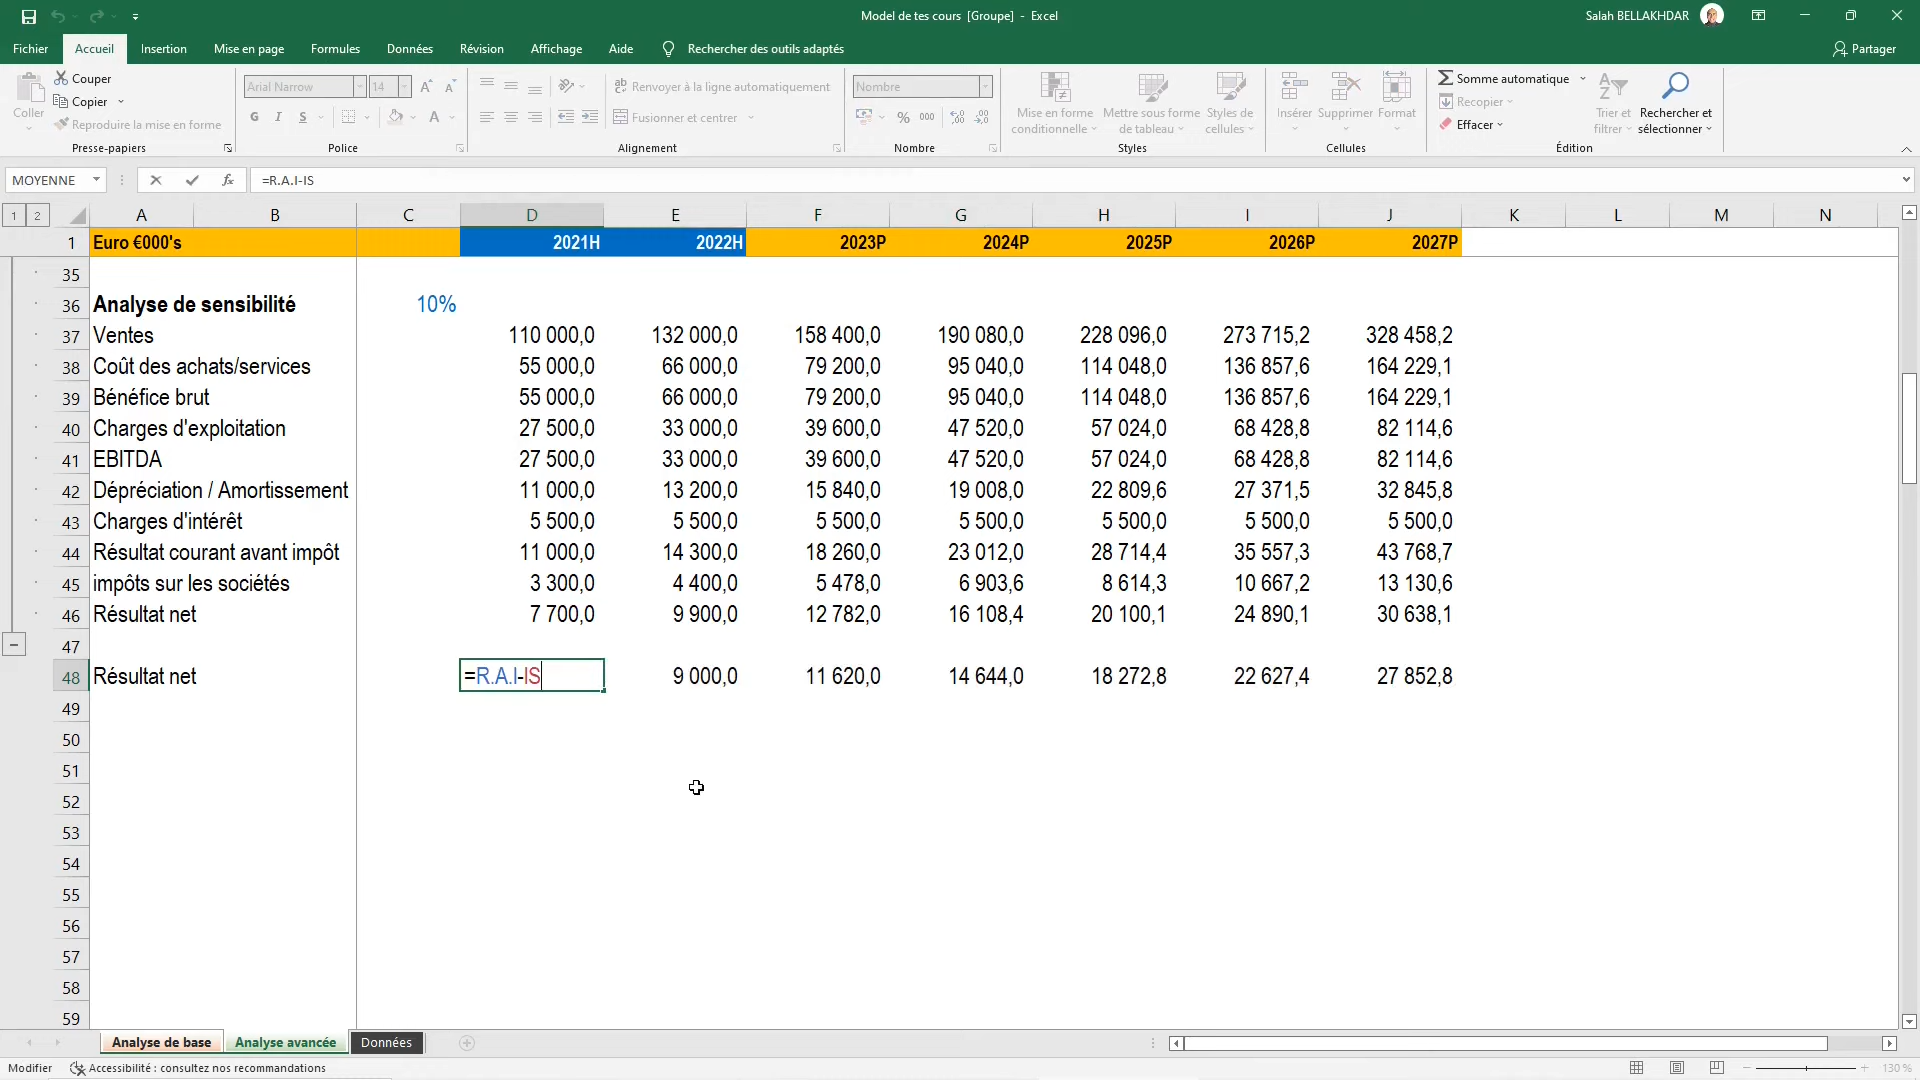 Model de tes cours [Groupe] - Excel
Salah BELLAKHDAR
Fichier Accueil Insertion Mise en page Formules Données Révision Affichage Aide Rechercher des outils adaptés Partager
Coller
Couper
Copier
Reproduire la mise en forme
Presse-papiers
Arial Narrow 14
G I S
Police
Renvoyer à la ligne automatiquement
Fusionner et centrer
Alignement
Nombre
% 000
Nombre
Mise en forme conditionnelle
Mettre sous forme de tableau
Styles de cellules
Styles
Insérer Supprimer Format
Cellules
Somme automatique
Recopier
Effacer
Trier et filtrer
Rechercher et sélectionner
Édition
MOYENNE fx =R.A.I-IS
1 2 A B C D E F G H I J K L M N
1 Euro €000's 2021H 2022H 2023P 2024P 2025P 2026P 2027P
35
36 Analyse de sensibilité 10%
37 Ventes 110 000,0 132 000,0 158 400,0 190 080,0 228 096,0 273 715,2 328 458,2
38 Coût des achats/services 55 000,0 66 000,0 79 200,0 95 040,0 114 048,0 136 857,6 164 229,1
39 Bénéfice brut 55 000,0 66 000,0 79 200,0 95 040,0 114 048,0 136 857,6 164 229,1
40 Charges d'exploitation 27 500,0 33 000,0 39 600,0 47 520,0 57 024,0 68 428,8 82 114,6
41 EBITDA 27 500,0 33 000,0 39 600,0 47 520,0 57 024,0 68 428,8 82 114,6
42 Dépréciation / Amortissement 11 000,0 13 200,0 15 840,0 19 008,0 22 809,6 27 371,5 32 845,8
43 Charges d'intérêt 5 500,0 5 500,0 5 500,0 5 500,0 5 500,0 5 500,0 5 500,0
44 Résultat courant avant impôt 11 000,0 14 300,0 18 260,0 23 012,0 28 714,4 35 557,3 43 768,7
45 impôts sur les sociétés 3 300,0 4 400,0 5 478,0 6 903,6 8 614,3 10 667,2 13 130,6
46 Résultat net 7 700,0 9 900,0 12 782,0 16 108,4 20 100,1 24 890,1 30 638,1
47
48 Résultat net =R.A.I-IS 9 000,0 11 620,0 14 644,0 18 272,8 22 627,4 27 852,8
49
50
51
52
53
54
55
56
57
58
59
Analyse de base Analyse avancée Données
Modifier Accessibilité : consultez nos recommandations 130 %